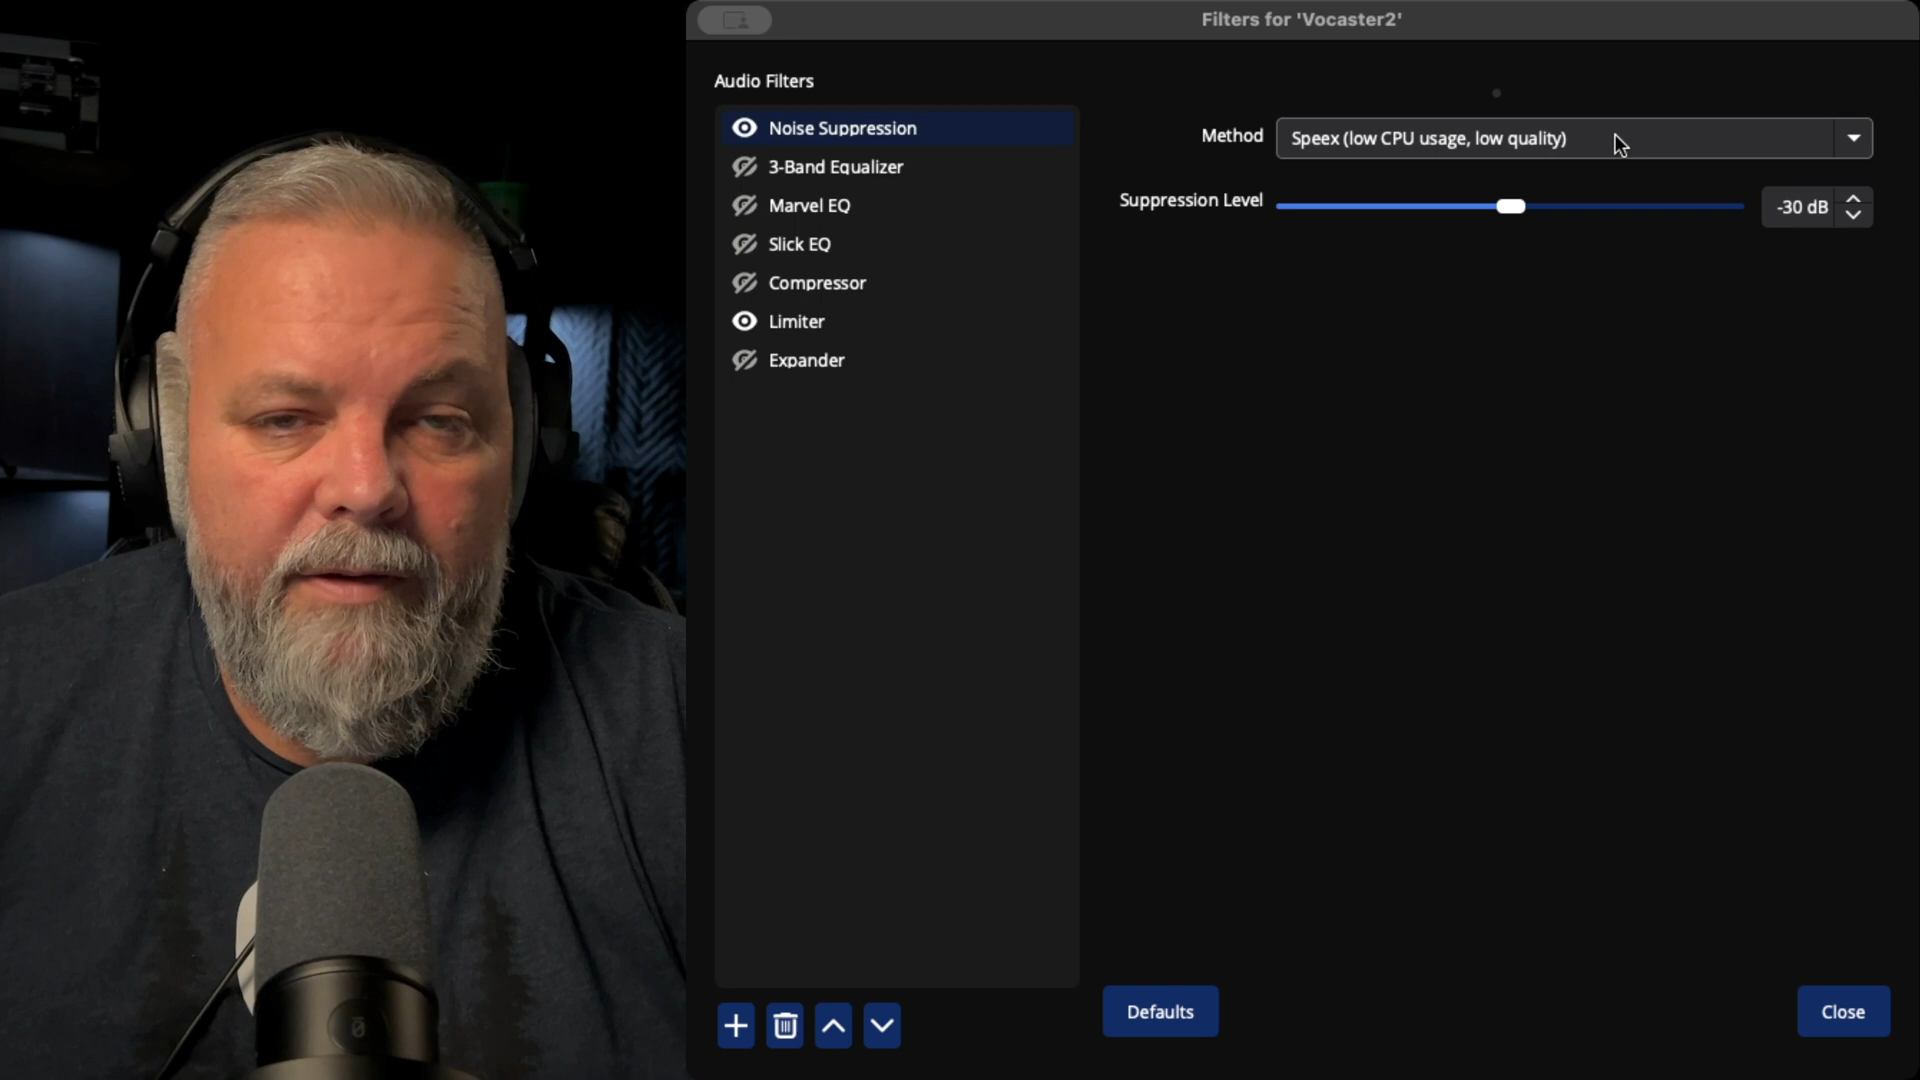 Filters for 'Vocaster2'
Audio Filters
Noise Suppression
3-Band Equalizer
Marvel EQ
Slick EQ
Compressor
Limiter
Expander
Method
Speex (low CPU usage, low quality)
Suppression Level
-30 dB
Defaults
Close